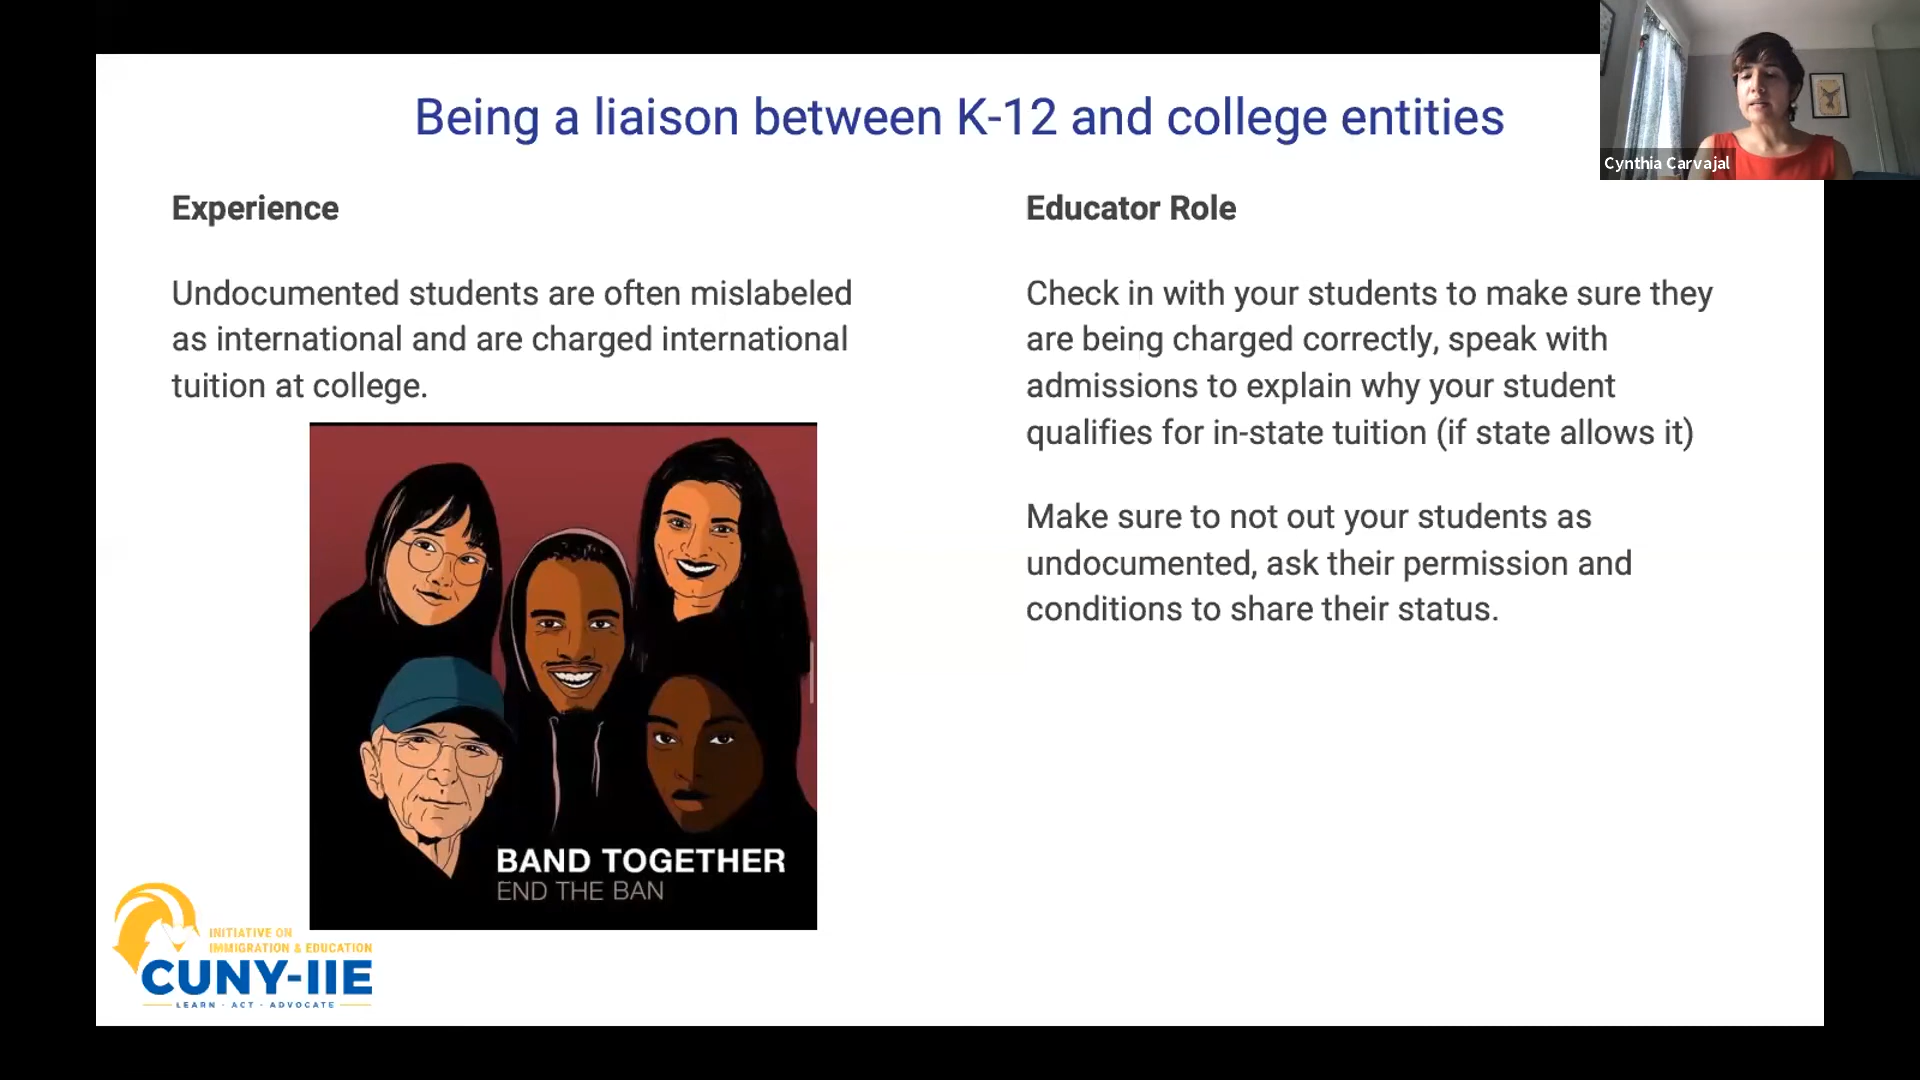 Being a liaison between K-12 and college entities
Cynthia Carvajal
Experience
Undocumented students are often mislabeled
as international and are charged international
tuition at college.
Educator Role
Check in with your students to make sure they
are being charged correctly, speak with
admissions to explain why your student
qualifies for in-state tuition (if state allows it)
Make sure to not out your students as
undocumented, ask their permission and
conditions to share their status.
BAND TOGETHER
END THE BAN
INITIATIVE ON
IMMIGRATION & EDUCATION
CUNY-IIE
LEARN · ACT · ADVOCATE